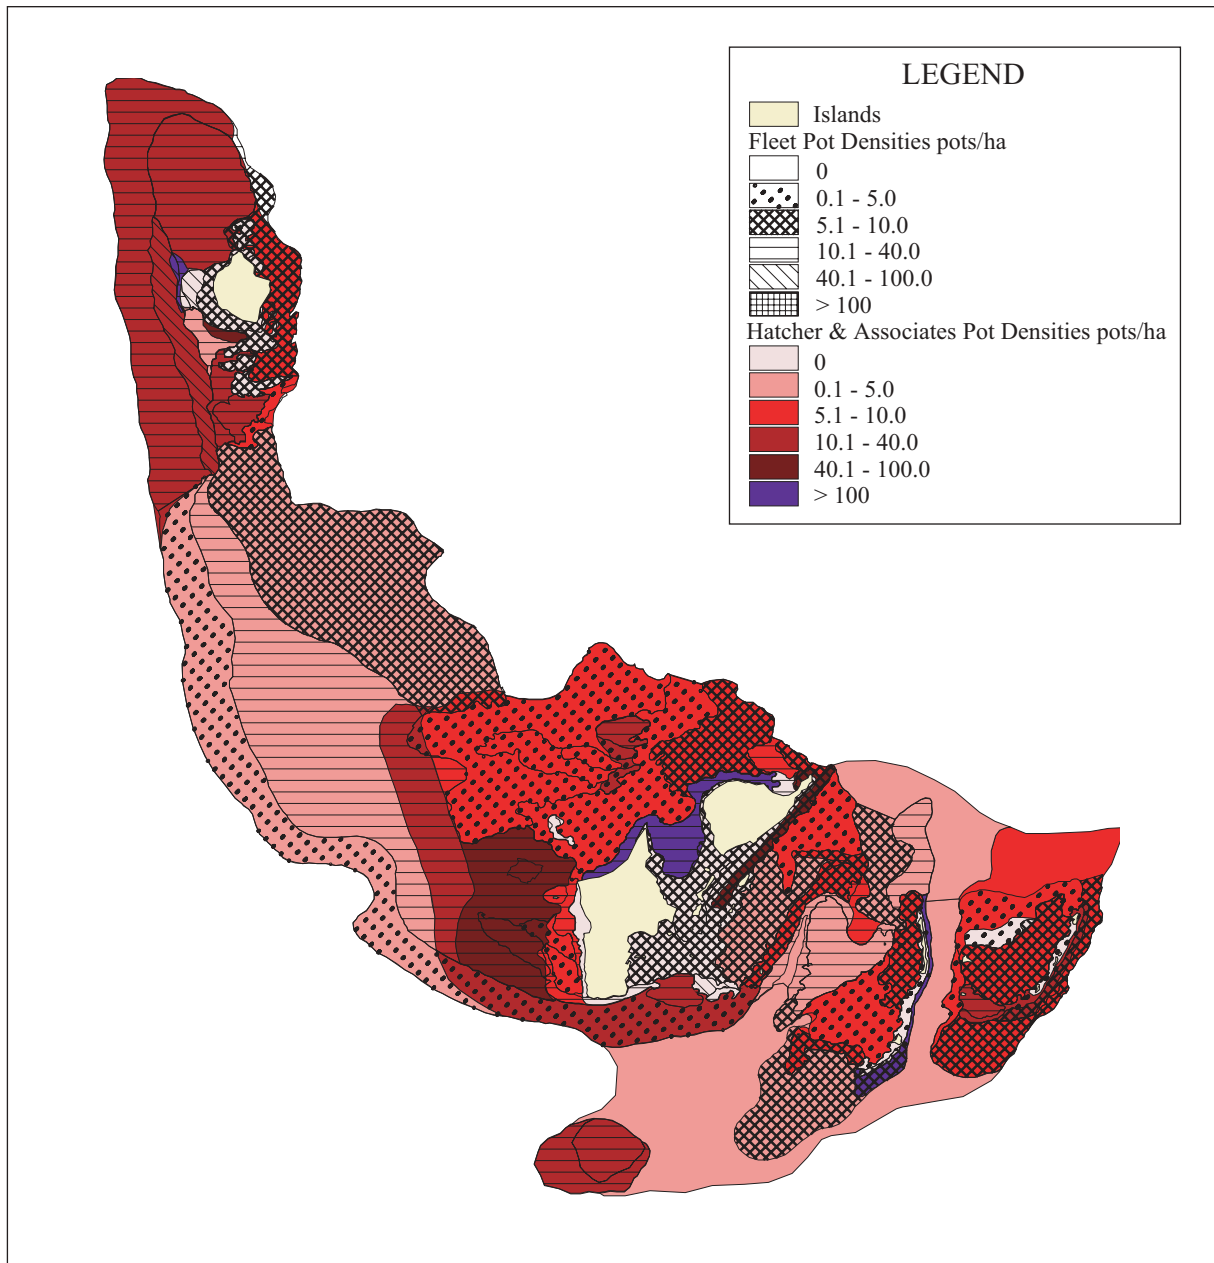 LEGEND
Islands
Fleet Pot Densities pots/ha
0
0.1 - 5.0
5.1 - 10.0
10.1 - 40.0
40.1 - 100.0
> 100
Hatcher & Associates Pot Densities pots/ha
0
0.1 - 5.0
5.1 - 10.0
10.1 - 40.0
40.1 - 100.0
> 100